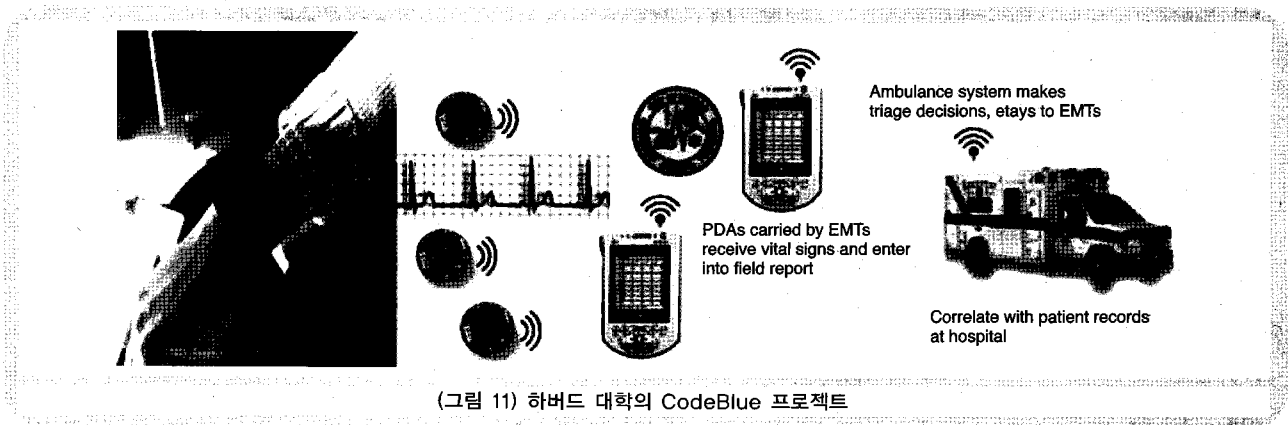 Ambulance system makes
triage decisions, etays to EMTs
PDAs carried by EMTs
receive vital signs and enter
into field report
Correlate with patient records
at hospital
(그림 11) 하버드 대학의 CodeBlue 프로젝트